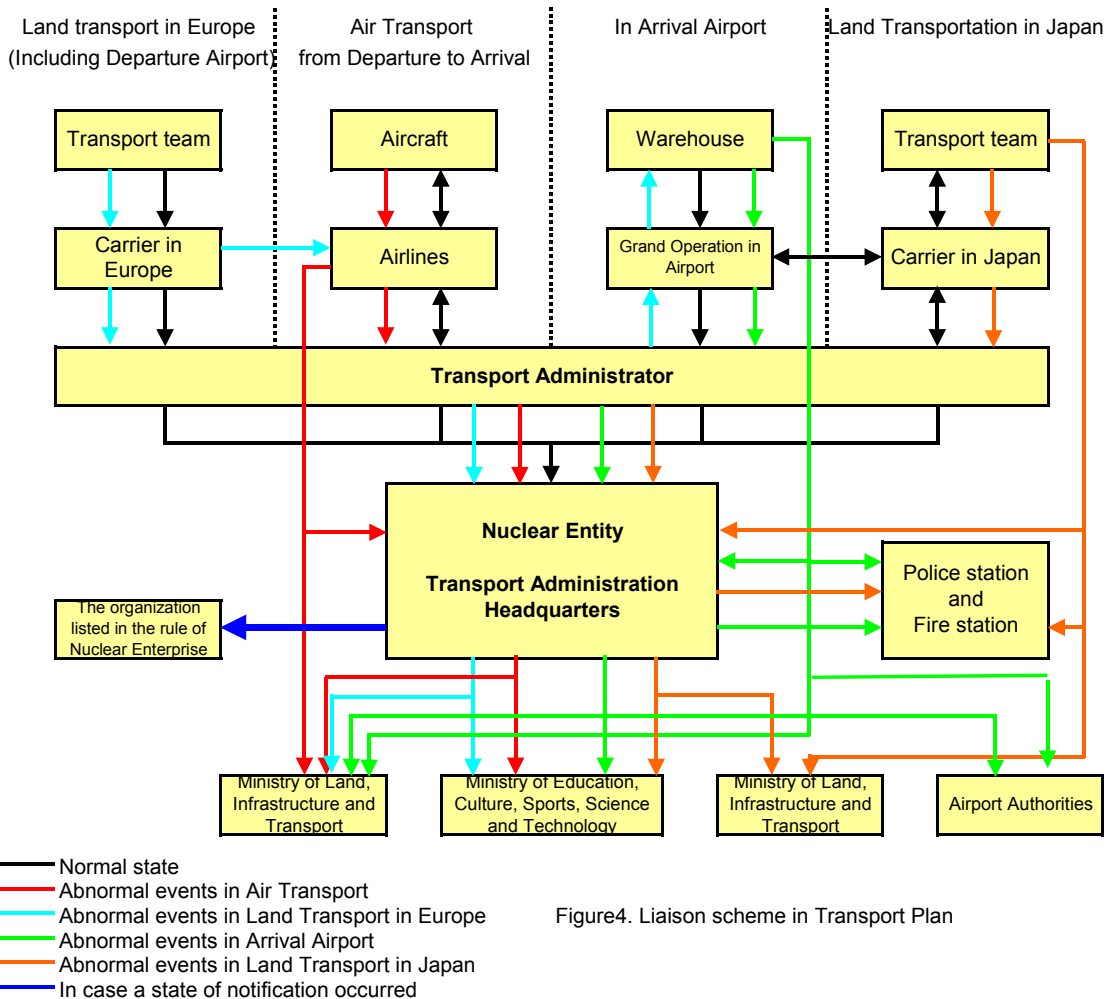 Land transport in Europe
(Including Departure Airport)
Air Transport
from Departure to Arrival
In Arrival Airport
Land Transportation in Japan
Transport team
Aircraft
Warehouse
Transport team
Carrier in
Europe
Airlines
Grand Operation in
Airport
Carrier in Japan
Transport Administrator
Nuclear Entity
Transport Administration
Headquarters
Police station
and
Fire station
The organization
listed in the rule of
Nuclear Enterprise
Ministry of Land,
Infrastructure and
Transport
Ministry of Education,
Culture, Sports, Science
and Technology
Ministry of Land,
Infrastructure and
Transport
Airport Authorities
Normal state
Abnormal events in Air Transport
Abnormal events in Land Transport in Europe
Abnormal events in Arrival Airport
Abnormal events in Land Transport in Japan
In case a state of notification occurred
Figure4. Liaison scheme in Transport Plan